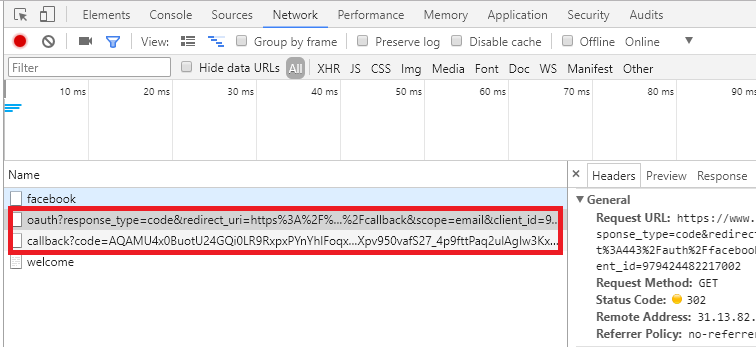 Elements Console Sources Network Performance Memory Application Security Audits
View: Group by frame Preserve log Disable cache Offline Online
Filter Hide data URLs All XHR JS CSS Img Media Font Doc WS Manifest Other
10 ms 20 ms 30 ms 40 ms 50 ms 60 ms 70 ms 80 ms 90 ms
Name
× Headers Preview Response
facebook
oauth?response_type=code&redirect_uri=https%3A%2F%...%2Fcallback&scope=email&client_id=9...
callback?code=AQAMU4x0BuotU24GQi0LR9RxpxPYnYhIFoqx...Xpv950vafS27_4p9fttPaq2ulAglw3Kx...
welcome
General
Request URL: https://www.
sponse_type=code&redirect
t%3A443%2Fauth%2Ffacebook
ent_id=979424482217002
Request Method: GET
Status Code: 302
Remote Address: 31.13.82.
Referrer Policy: no-referre